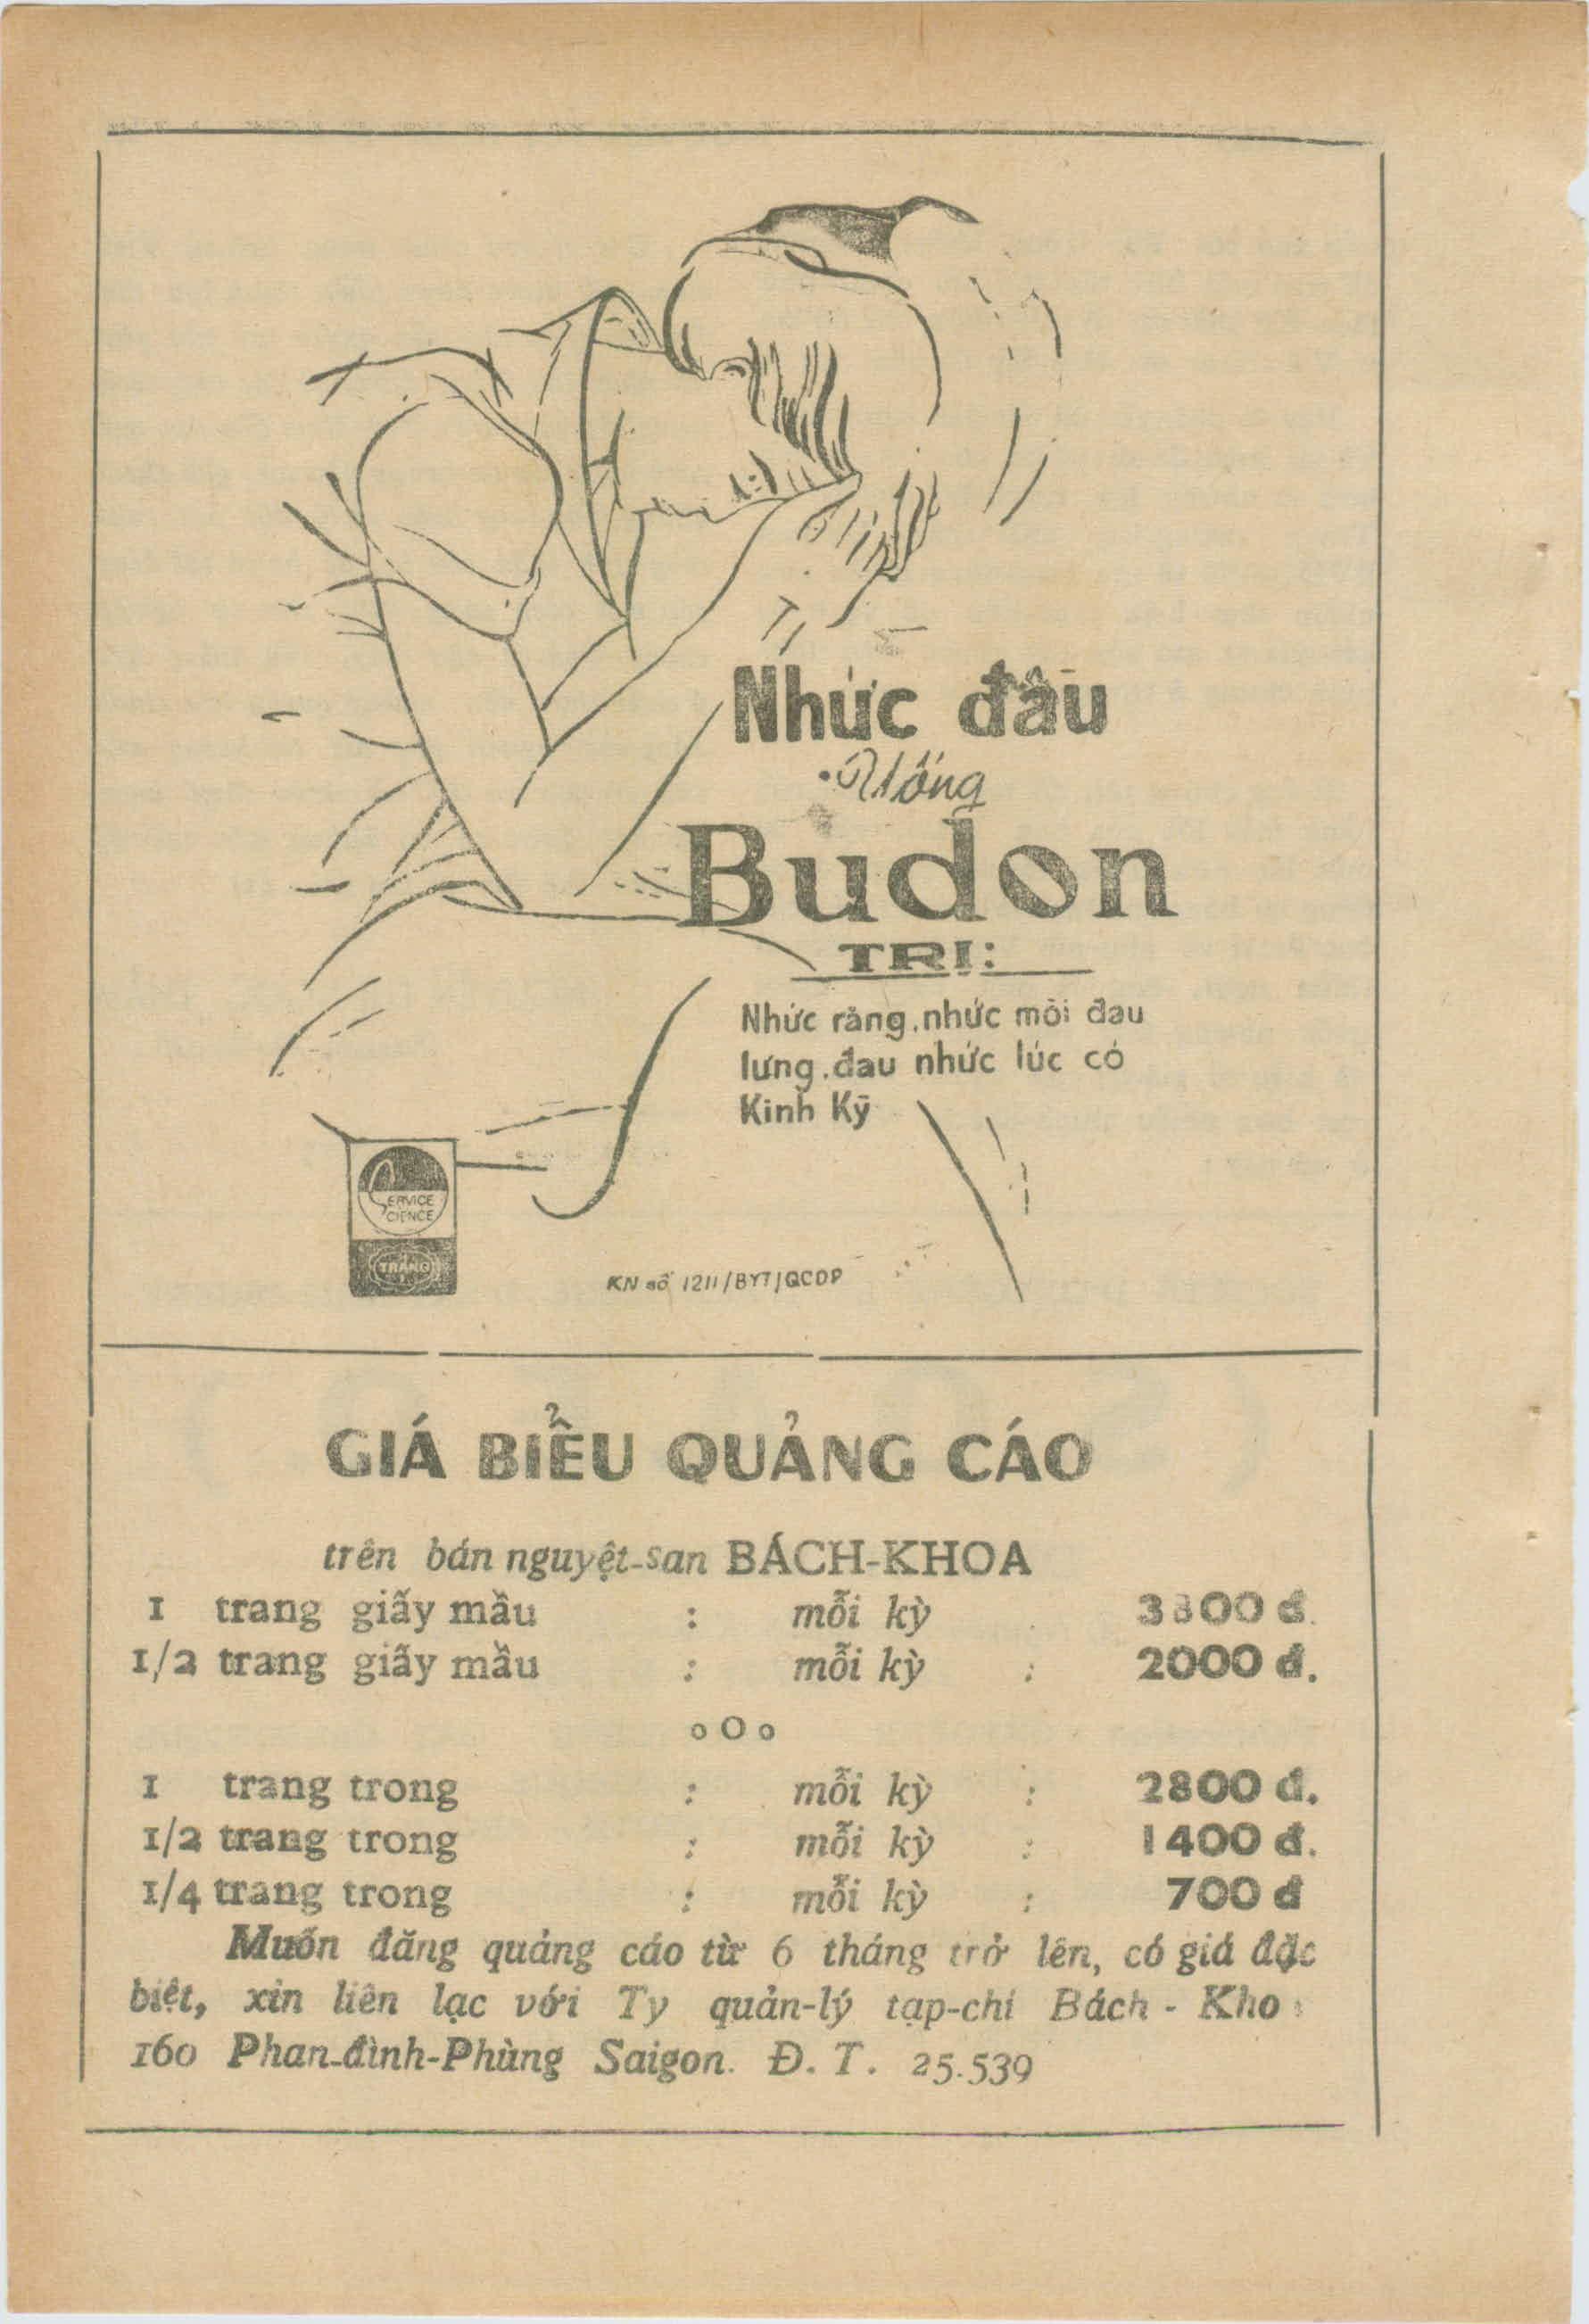 Nhức đầu
Uống
Budon
TRỊ:
Nhức răng. nhức mỏi đau
lưng. đau nhức lúc có
Kinh Kỳ
SERVICE
SCIENCE
TRANG
KN số 1211/BYT/QCDP
GIÁ BIỂU QUẢNG CÁO
trên bán nguyệt-san BÁCH-KHOA
1 trang giấy mầu : mỗi kỳ 3800 đ.
1/2 trang giấy mầu : mỗi kỳ : 2000 đ.
oOo
1 trang trong : mỗi kỳ : 2800 đ.
1/2 trang trong : mỗi kỳ : 1400 đ.
1/4 trang trong : mỗi kỳ : 700 đ
Muốn đăng quảng cáo từ 6 tháng trở lên, có giá đặc
biệt, xin liên lạc với Ty quản-lý tạp-chí Bách - Kho
160 Phan-đình-Phùng Saigon. Đ. T. 25.539